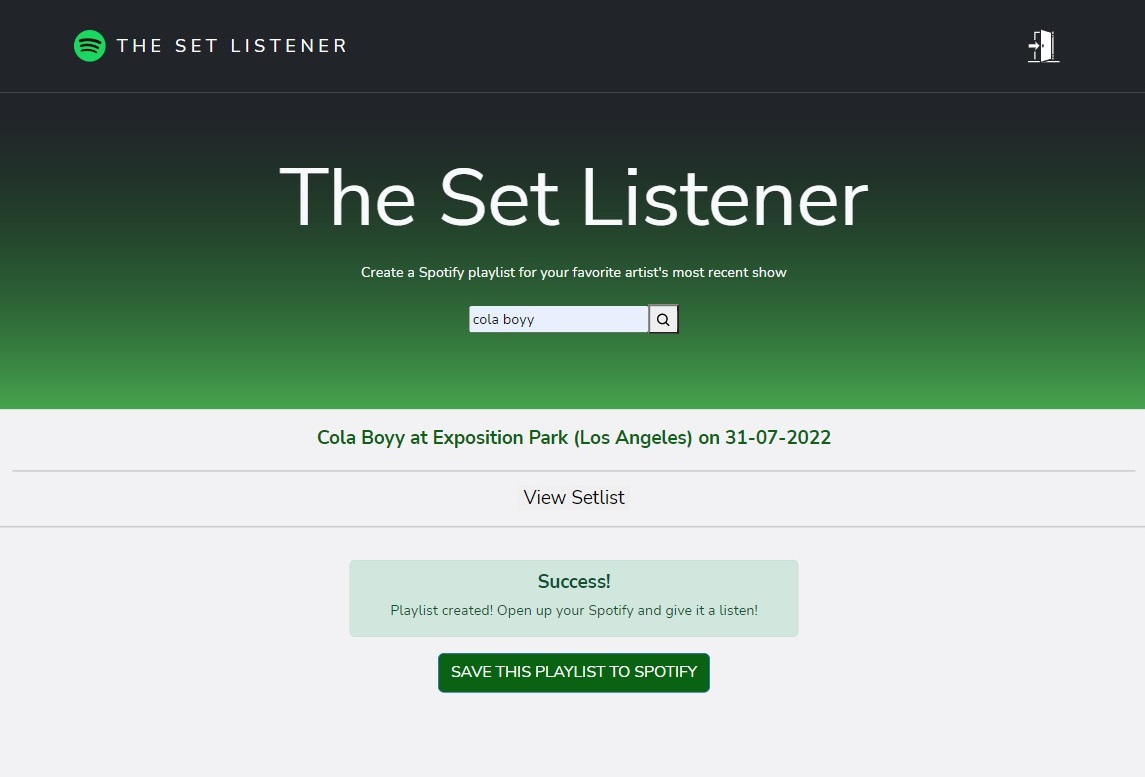 THE SET LISTENER
The Set Listener
Create a Spotify playlist for your favorite artist's most recent show
cola boyy
Cola Boyy at Exposition Park (Los Angeles) on 31-07-2022
View Setlist
Success!
Playlist created! Open up your Spotify and give it a listen!
SAVE THIS PLAYLIST TO SPOTIFY